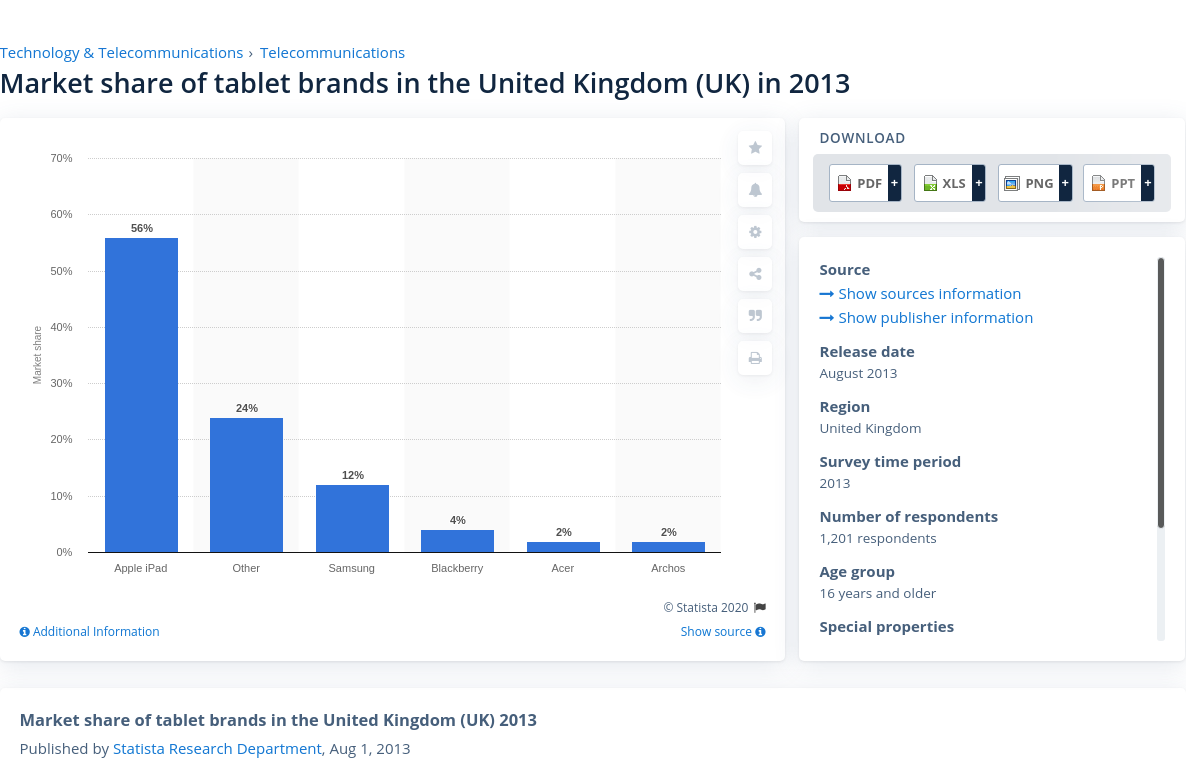 Technology & Telecommunications › Telecommunications
Market share of tablet brands in the United Kingdom (UK) in 2013
70%
60%
50%
40%
30%
20%
10%
0%
Market share
56%
24%
12%
4%
2%
2%
Apple iPad
Other
Samsung
Blackberry
Acer
Archos
© Statista 2020
Additional Information
Show source
DOWNLOAD
PDF +
XLS +
PNG +
PPT +
Source
Show sources information
Show publisher information
Release date
August 2013
Region
United Kingdom
Survey time period
2013
Number of respondents
1,201 respondents
Age group
16 years and older
Special properties
Market share of tablet brands in the United Kingdom (UK) 2013
Published by Statista Research Department, Aug 1, 2013